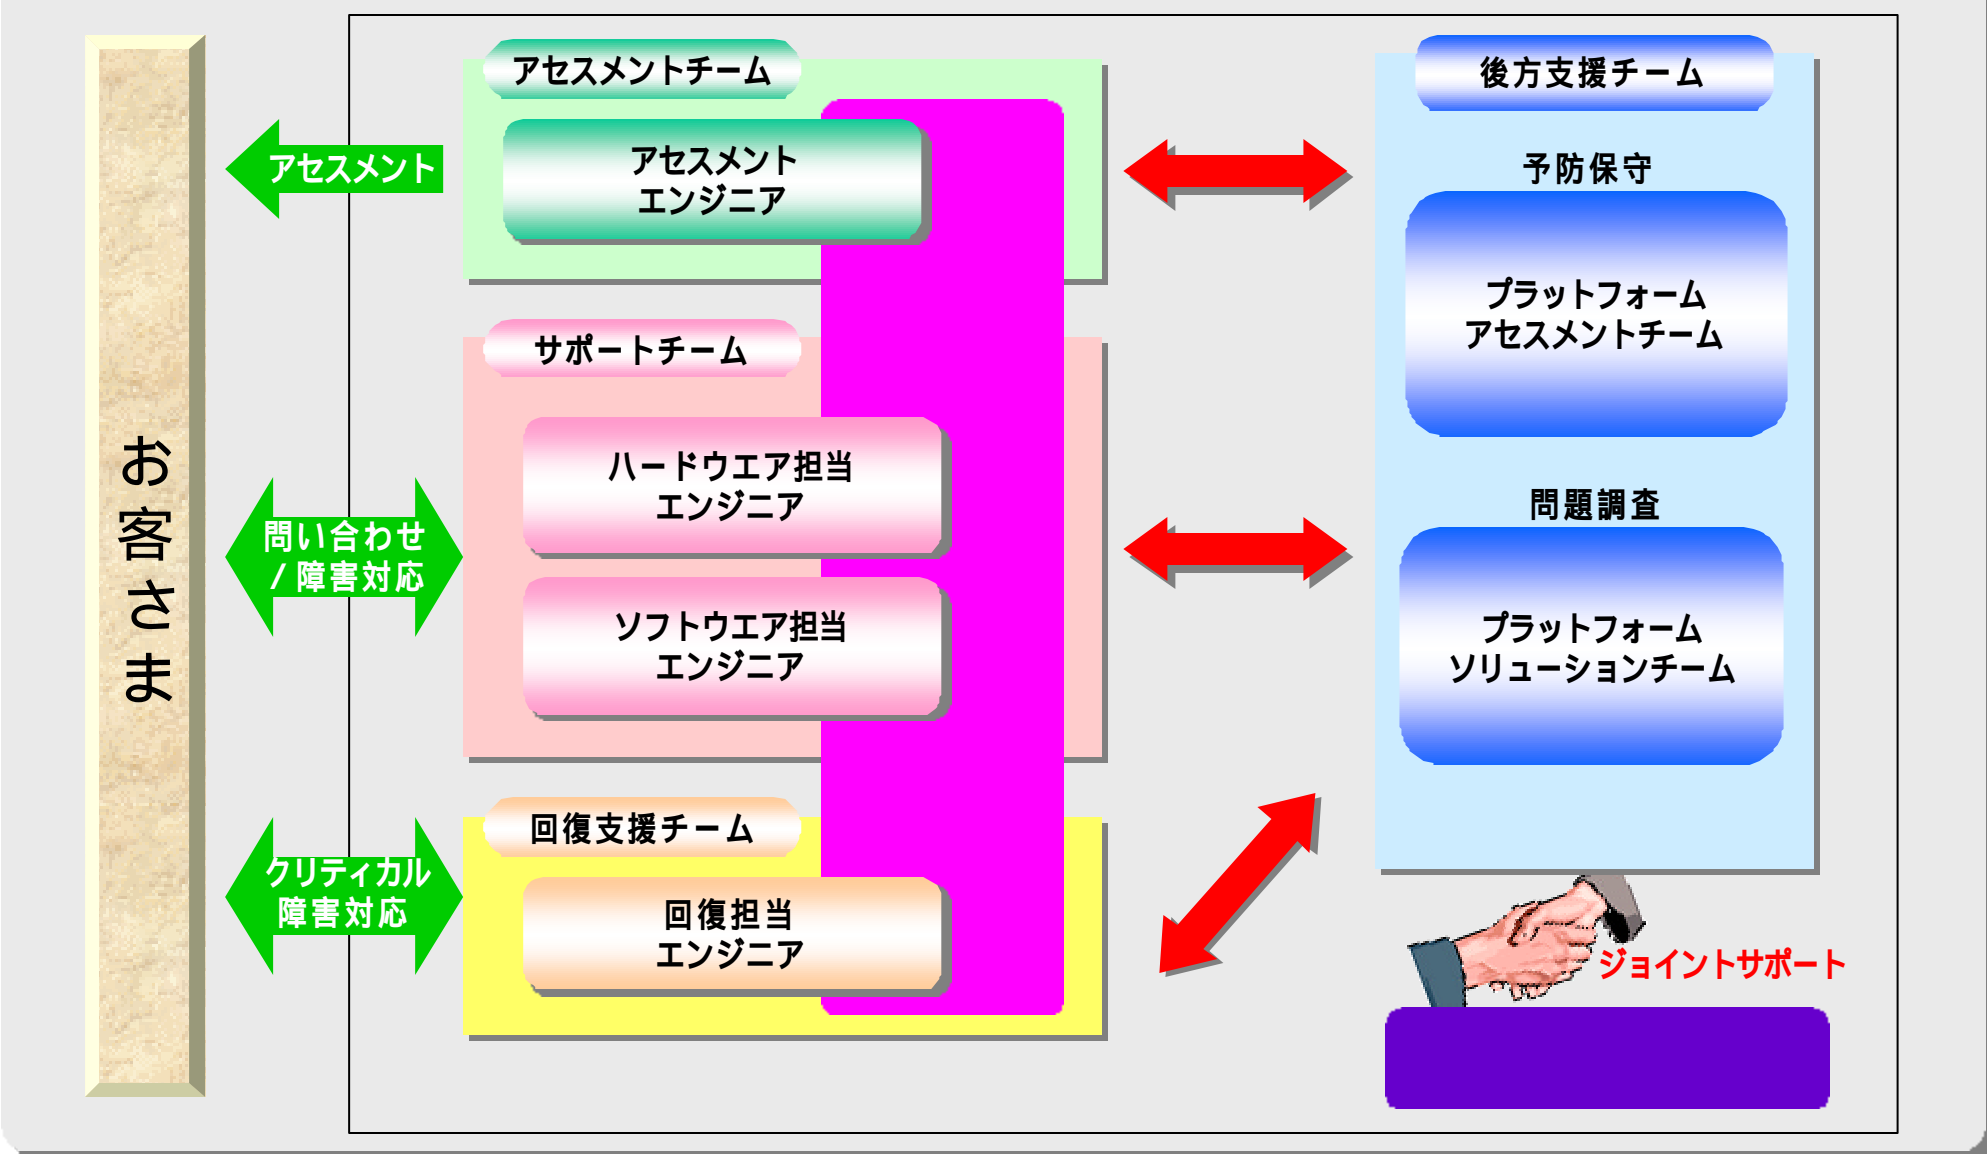 お客さま
アセスメント
問い合わせ
/ 障害対応
クリティカル
障害対応
アセスメントチーム
アセスメント
エンジニア
サポートチーム
ハードウエア担当
エンジニア
ソフトウエア担当
エンジニア
回復支援チーム
回復担当
エンジニア
後方支援チーム
予防保守
プラットフォーム
アセスメントチーム
問題調査
プラットフォーム
ソリューションチーム
ジョイントサポート